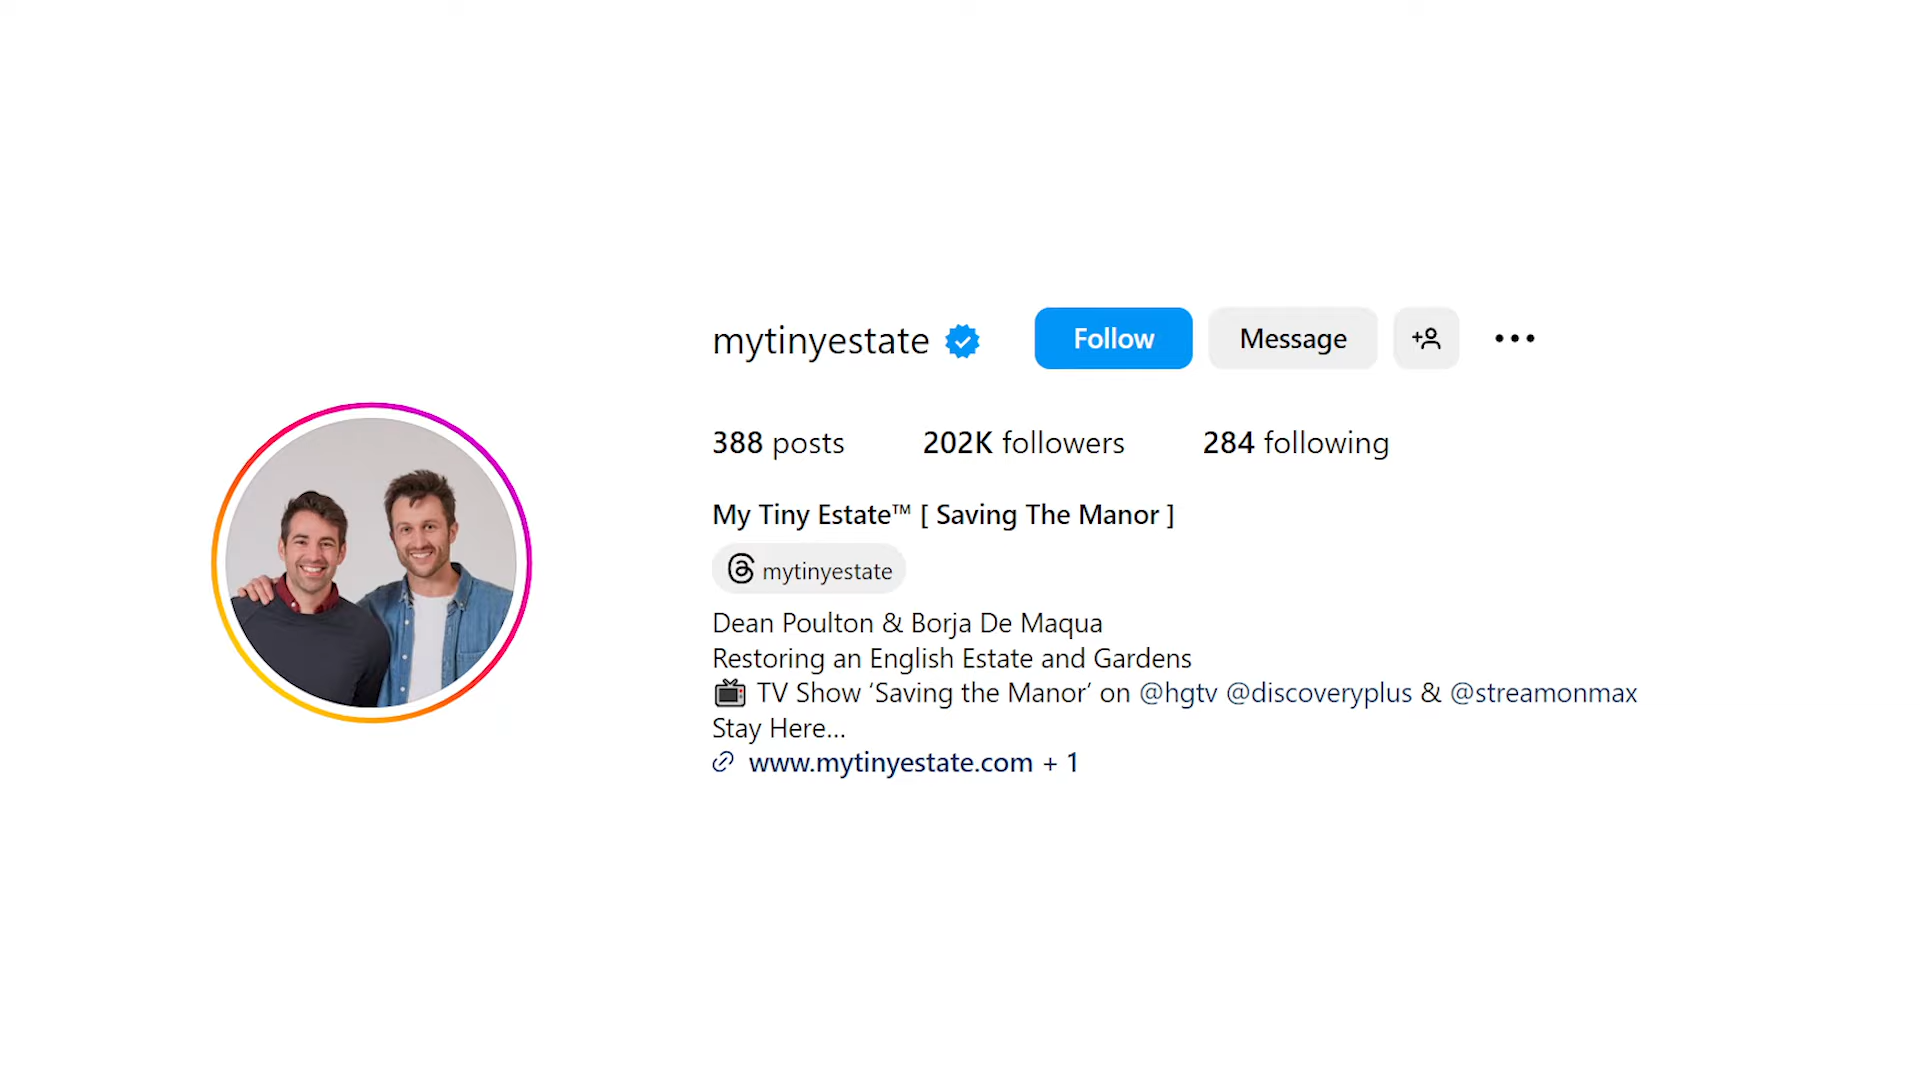 mytinyestate Follow Message
388 posts 202K followers 284 following
My Tiny Estate™ [ Saving The Manor ]
mytinyestate
Dean Poulton & Borja De Maqua
Restoring an English Estate and Gardens
📺 TV Show ‘Saving the Manor’ on @hgtv @discoveryplus & @streamonmax
Stay Here...
www.mytinyestate.com + 1